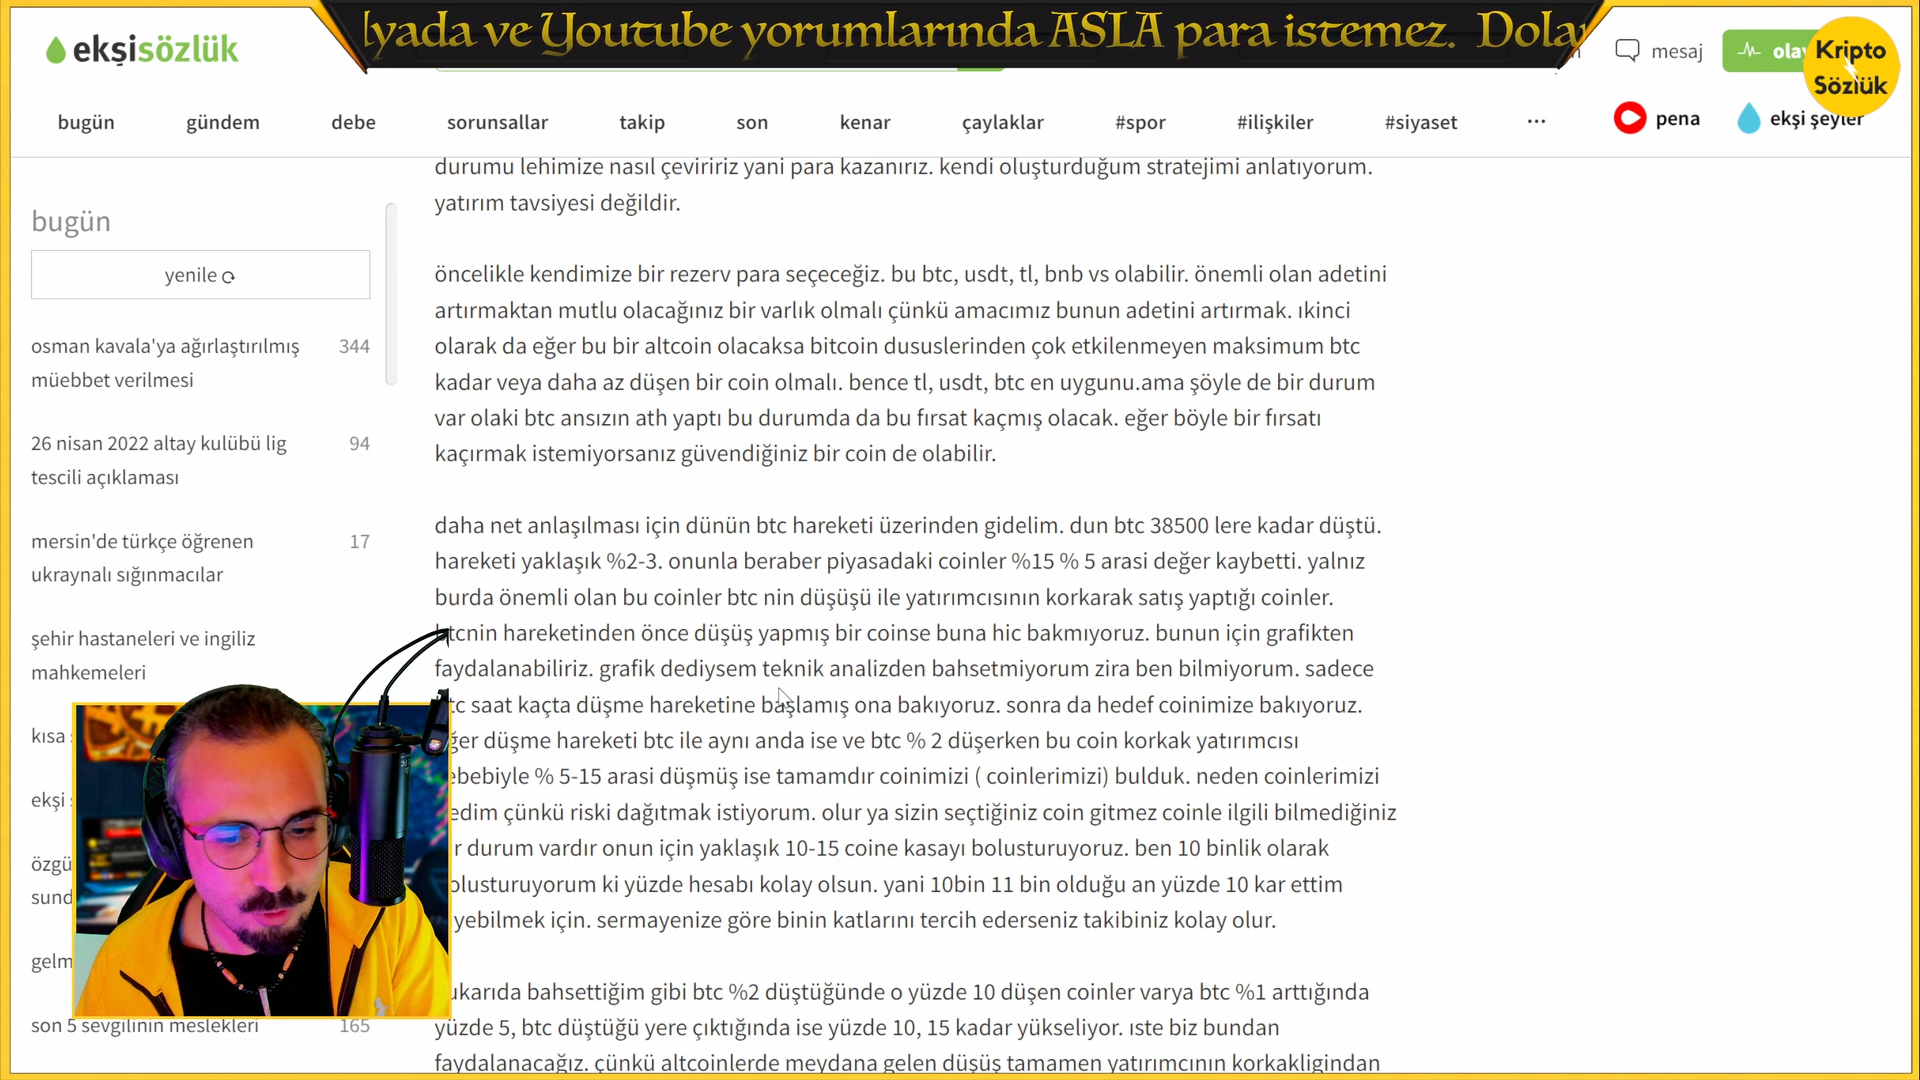 lyada ve Youtube yorumlarında ASLA para istemez. Dola
ekşisözlük
mesaj
olay
Kripto
Sözlük
bugün gündem debe sorunsallar takip son kenar çaylaklar #spor #ilişkiler #siyaset ... pena ekşi şeyler
durumu lehimize nasıl çeviririz yani para kazanırız. kendi oluşturduğum stratejimi anlatıyorum.
yatırım tavsiyesi değildir.
bugün
yenile
osman kavala'ya ağırlaştırılmış 344
müebbet verilmesi
26 nisan 2022 altay kulübü lig 94
tescili açıklaması
mersin'de türkçe öğrenen 17
ukraynalı sığınmacılar
şehir hastaneleri ve ingiliz
mahkemeleri
kısa
ekşi
özgü
sund
gelm
son 5 sevgilinin meslekleri 165
öncelikle kendimize bir rezerv para seçeceğiz. bu btc, usdt, tl, bnb vs olabilir. önemli olan adetini
artırmaktan mutlu olacağınız bir varlık olmalı çünkü amacımız bunun adetini artırmak. ıkinci
olarak da eğer bu bir altcoin olacaksa bitcoin dususlerinden çok etkilenmeyen maksimum btc
kadar veya daha az düşen bir coin olmalı. bence tl, usdt, btc en uygunu.ama şöyle de bir durum
var olaki btc ansızın ath yaptı bu durumda da bu fırsat kaçmış olacak. eğer böyle bir fırsatı
kaçırmak istemiyorsanız güvendiğiniz bir coin de olabilir.
daha net anlaşılması için dünün btc hareketi üzerinden gidelim. dun btc 38500 lere kadar düştü.
hareketi yaklaşık %2-3. onunla beraber piyasadaki coinler %15 % 5 arasi değer kaybetti. yalnız
burda önemli olan bu coinler btc nin düşüşü ile yatırımcısının korkarak satış yaptığı coinler.
btcnin hareketinden önce düşüş yapmış bir coinse buna hic bakmıyoruz. bunun için grafikten
faydalanabiliriz. grafik dediysem teknik analizden bahsetmiyorum zira ben bilmiyorum. sadece
tc saat kaçta düşme hareketine başlamış ona bakıyoruz. sonra da hedef coinimize bakıyoruz.
ğer düşme hareketi btc ile aynı anda ise ve btc % 2 düşerken bu coin korkak yatırımcısı
ebebiyle % 5-15 arasi düşmüş ise tamamdır coinimizi ( coinlerimizi) bulduk. neden coinlerimizi
edim çünkü riski dağıtmak istiyorum. olur ya sizin seçtiğiniz coin gitmez coinle ilgili bilmediğiniz
r durum vardır onun için yaklaşık 10-15 coine kasayı bolusturuyoruz. ben 10 binlik olarak
olusturuyorum ki yüzde hesabı kolay olsun. yani 10bin 11 bin olduğu an yüzde 10 kar ettim
yebilmek için. sermayenize göre binin katlarını tercih ederseniz takibiniz kolay olur.
ukarıda bahsettiğim gibi btc %2 düştüğünde o yüzde 10 düşen coinler varya btc %1 arttığında
yüzde 5, btc düştüğü yere çıktığında ise yüzde 10, 15 kadar yükseliyor. ıste biz bundan
faydalanacağız. çünkü altcoinlerde meydana gelen düşüş tamamen yatırımcının korkakligindan